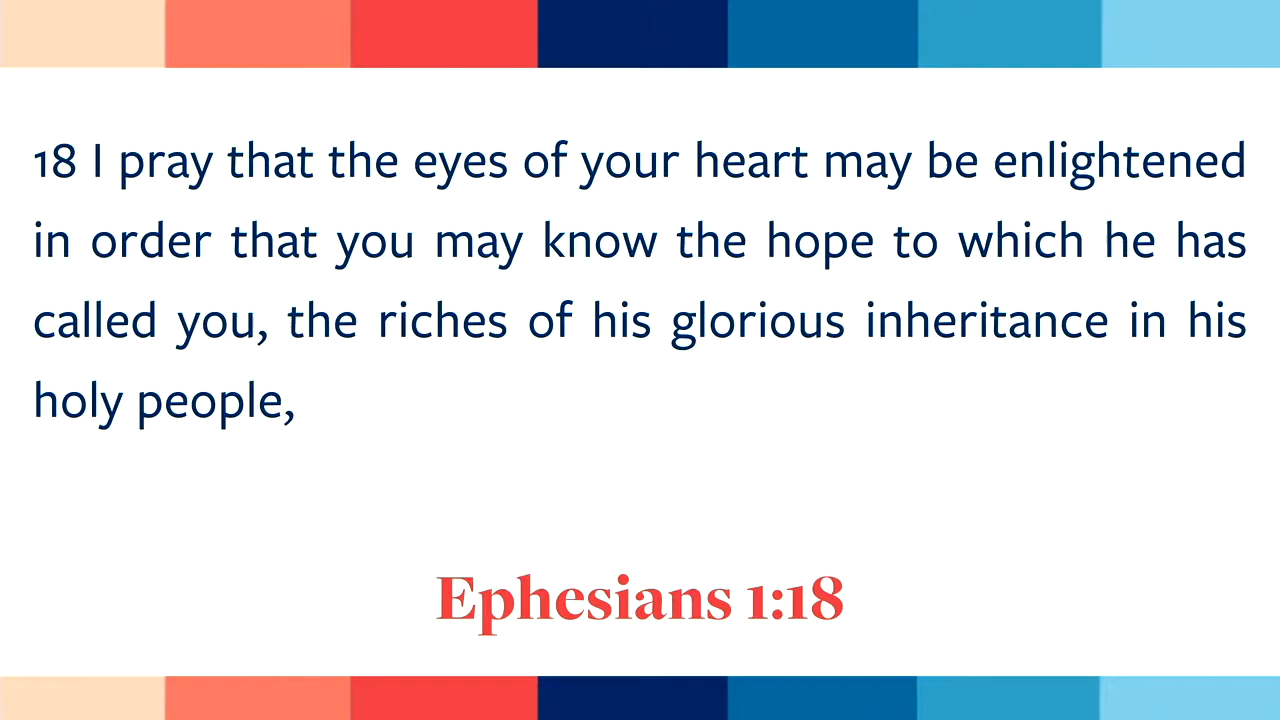 18 I pray that the eyes of your heart may be enlightened
in order that you may know the hope to which he has
called you, the riches of his glorious inheritance in his
holy people,
Ephesians 1:18